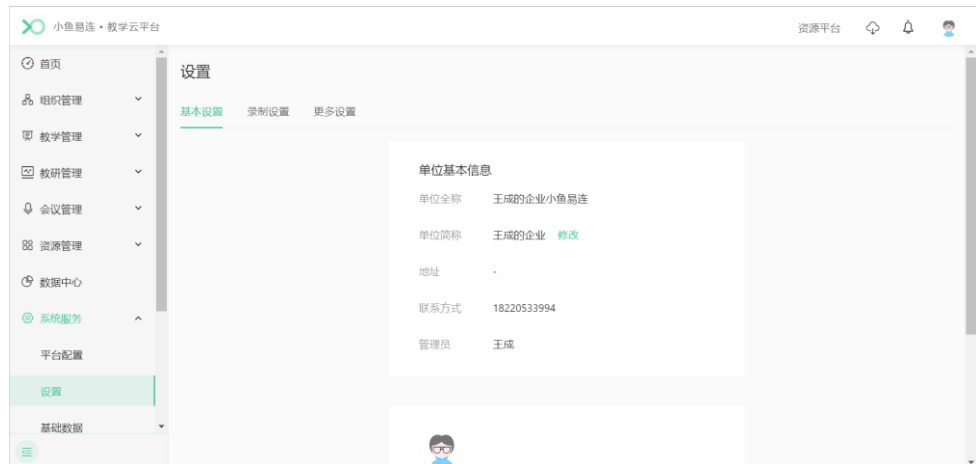 小鱼易连•教学云平台
资源平台
首页
组织管理
教学管理
教研管理
会议管理
资源管理
数据中心
系统服务
平台配置
设置
基础数据
设置
基本设置 录制设置 更多设置
单位基本信息
单位全称 王成的企业小鱼易连
单位简称 王成的企业 修改
地址 -
联系方式 18220533994
管理员 王成